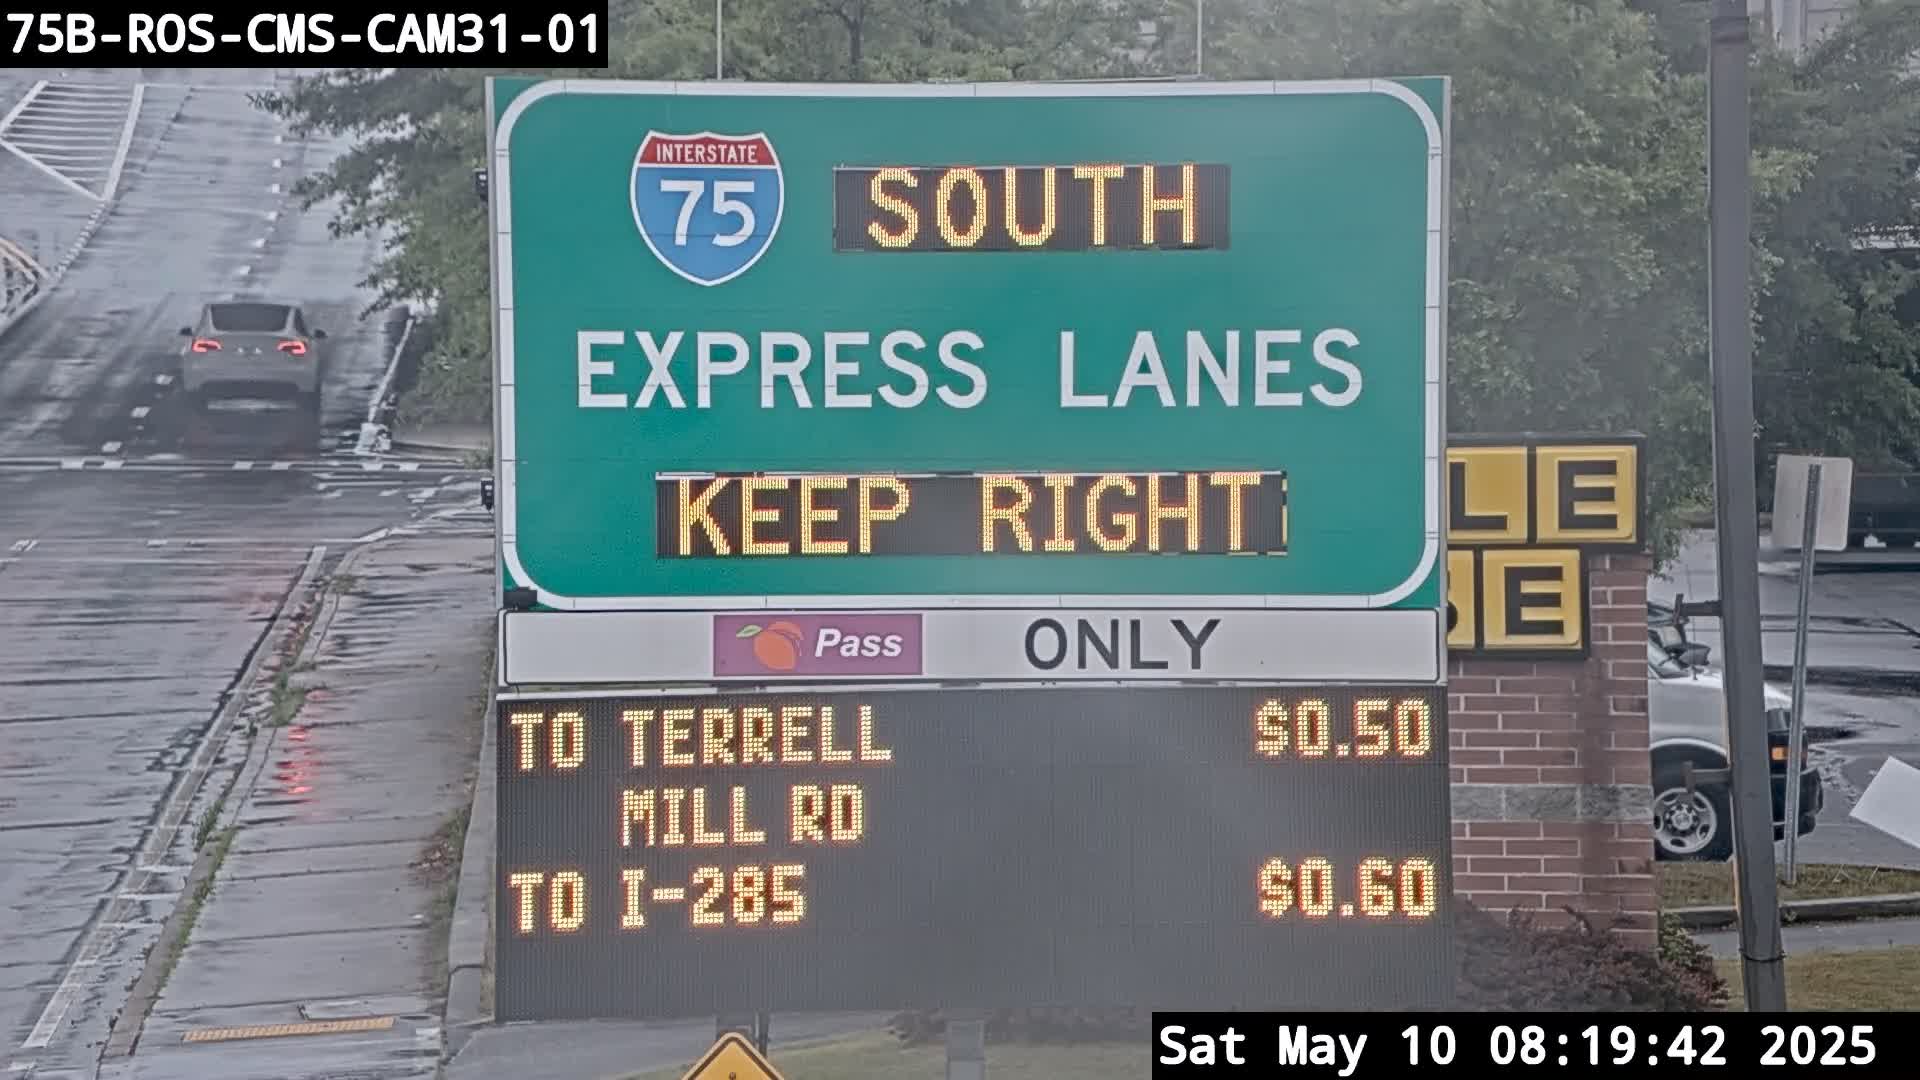 75B-ROS-CMS-CAM31-01
INTERSTATE
75
SOUTH
EXPRESS LANES
KEEP RIGHT
Pass ONLY
TO TERRELL $0.50
MILL RD
TO I-285 $0.60
LE
E
Sat May 10 08:19:42 2025